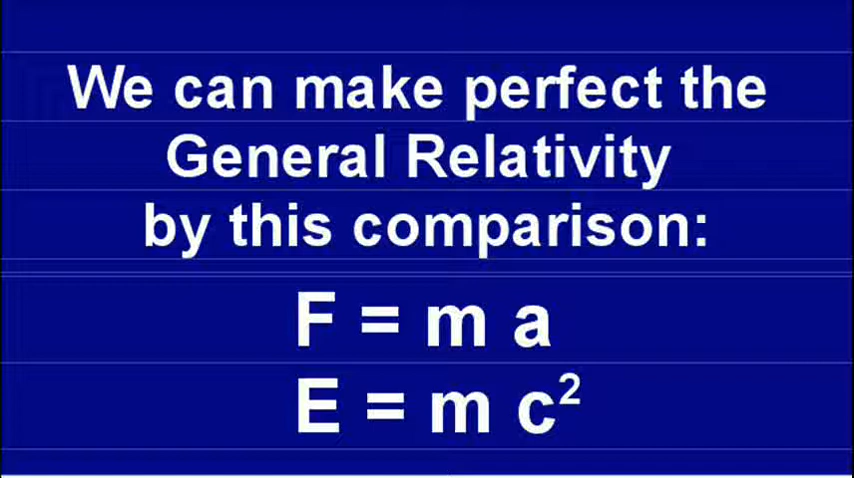 We can make perfect the
General Relativity
by this comparison:
F = m a
E = m c²